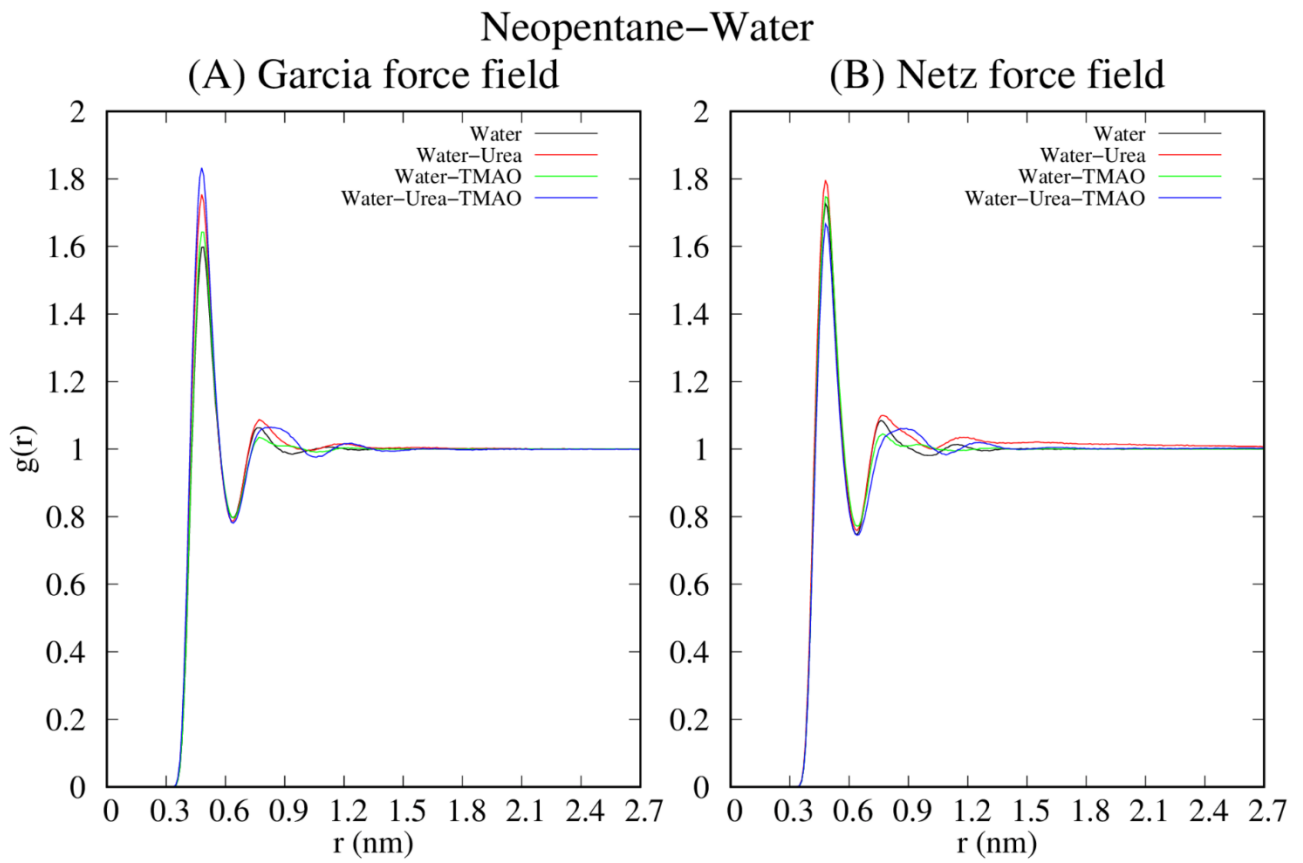 Neopentane−Water
(A) Garcia force field
(B) Netz force field
Water
Water−Urea
Water−TMAO
Water−Urea−TMAO
2
1.8
1.6
1.4
1.2
1
0.8
0.6
0.4
0.2
0
g(r)
0 0.3 0.6 0.9 1.2 1.5 1.8 2.1 2.4 2.7
r (nm)
Water
Water−Urea
Water−TMAO
Water−Urea−TMAO
2
1.8
1.6
1.4
1.2
1
0.8
0.6
0.4
0.2
0
0 0.3 0.6 0.9 1.2 1.5 1.8 2.1 2.4 2.7
r (nm)